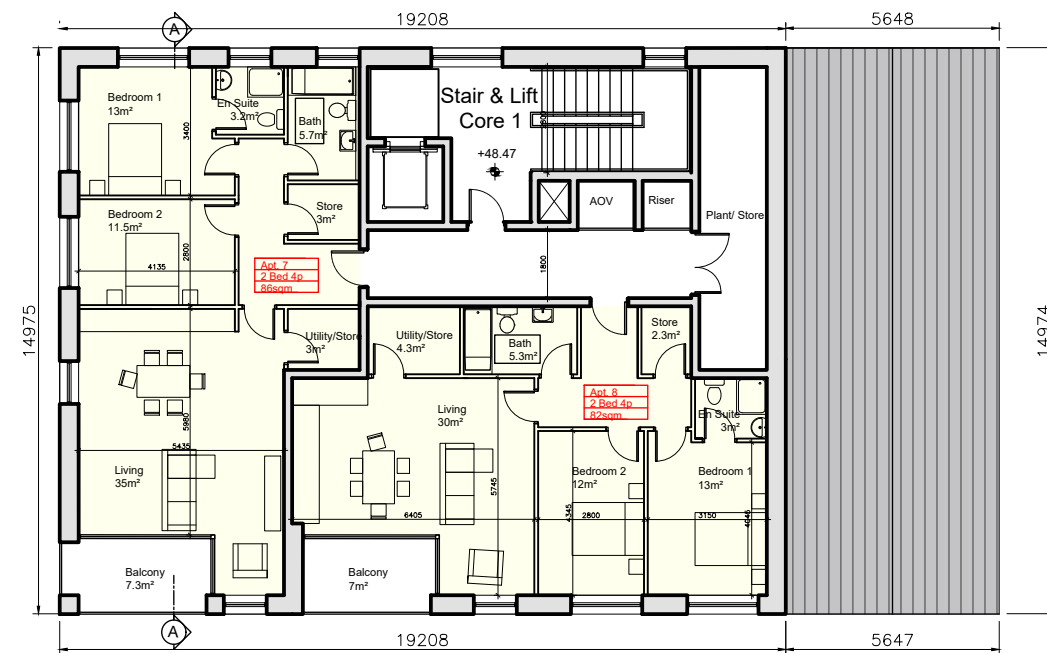 19208
5648
A
Bedroom 1
13m²
En Suite
3.2m²
3400
Bath
5.7m²
Stair & Lift
Core 1
+48.47
Bedroom 2
11.5m²
Store
3m²
AOV
Riser
Plant/ Store
2800
4135
Apt. 7
2 Bed 4p
86sqm
1800
14975
14974
Utility/Store
3m²
Utility/Store
4.3m²
Bath
5.3m²
Store
2.3m²
Apt. 8
2 Bed 4p
82sqm
Living
30m²
En Suite
3m²
5980
5435
Living
35m²
5745
Bedroom 2
12m²
Bedroom 1
13m²
6405
4345
2800
3150
4045
Balcony
7.3m²
Balcony
7m²
A
19208
5647